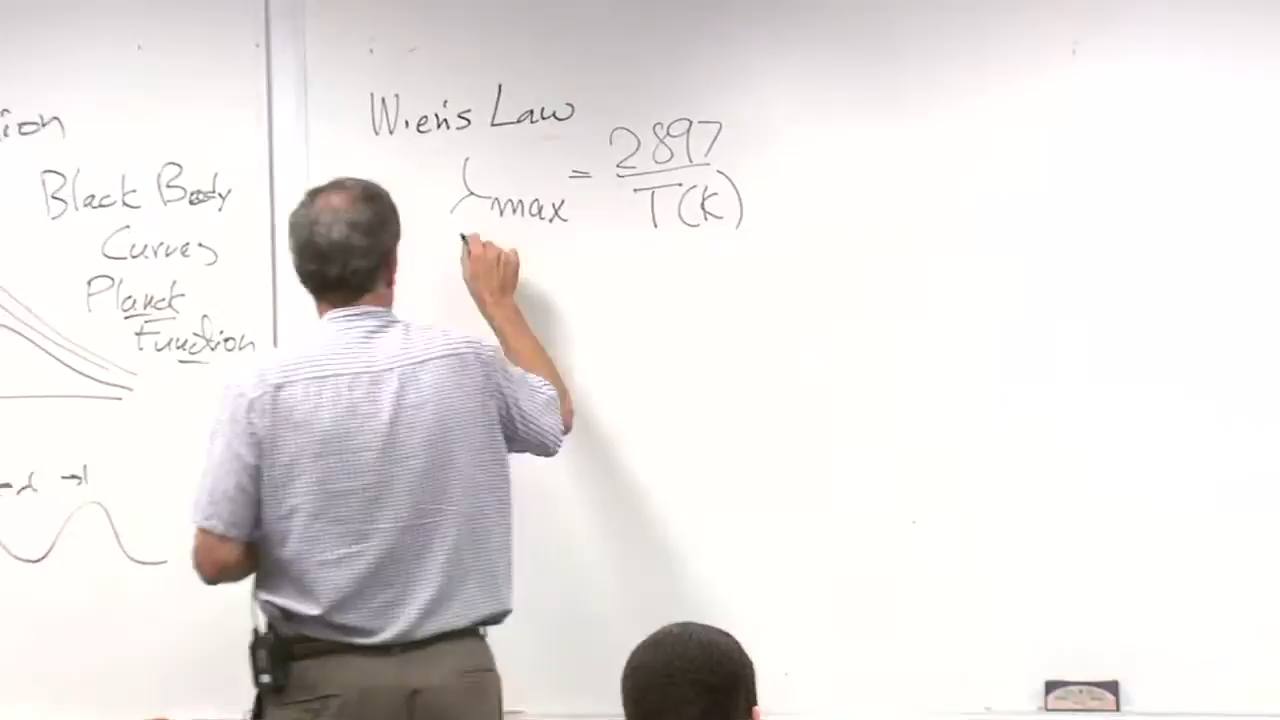 ion
Black Body
Curves
Planck
Function
Wien's Law
λmax = 2897
T(K)